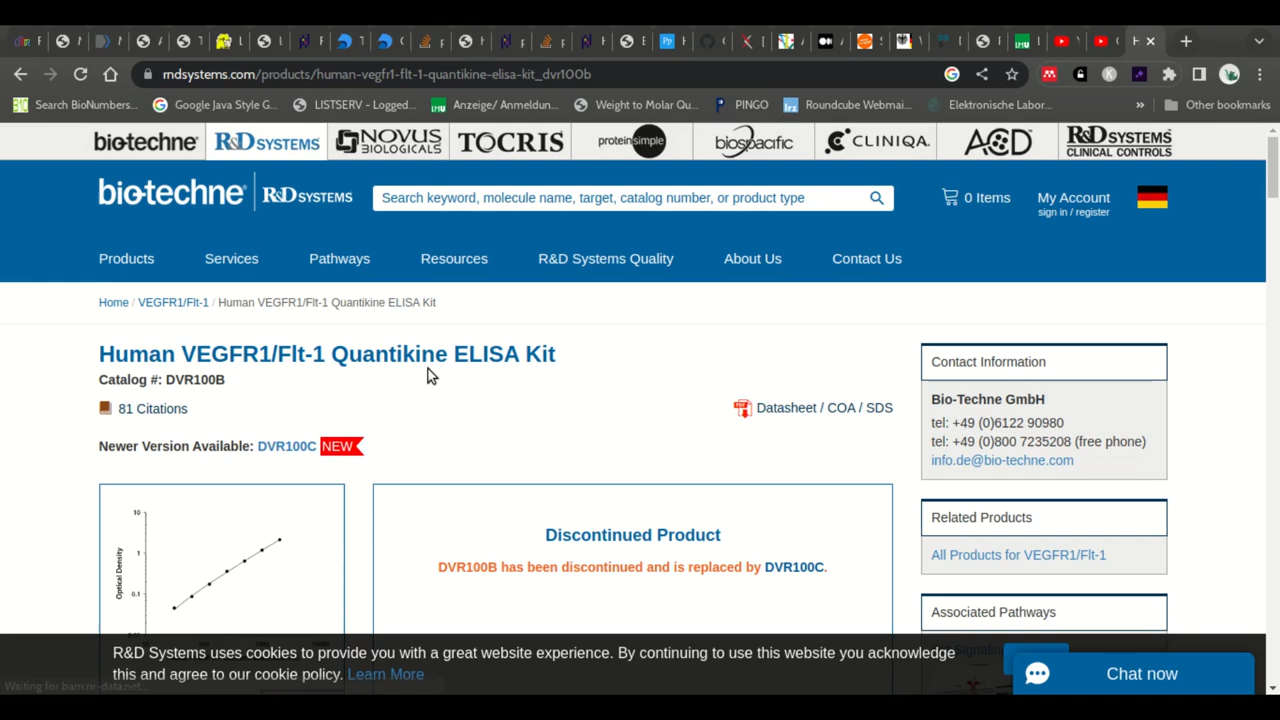 rndsystems.com/products/human-vegfr1-flt-1-quantikine-elisa-kit_dvr100b
Search BioNumbers... Google Java Style G... LISTSERV - Logged... Anzeige/ Anmeldun... Weight to Molar Qu... PINGO Roundcube Webmai... Elektronische Labor... » Other bookmarks
bio-techne R&D SYSTEMS NOVUS BIOLOGICALS TOCRIS proteinsimple biospacific CLINIQA ACD R&D SYSTEMS CLINICAL CONTROLS
bio-techne R&D SYSTEMS Search keyword, molecule name, target, catalog number, or product type 0 Items My Account
sign in / register
Products Services Pathways Resources R&D Systems Quality About Us Contact Us
Home / VEGFR1/Flt-1 / Human VEGFR1/Flt-1 Quantikine ELISA Kit
Human VEGFR1/Flt-1 Quantikine ELISA Kit
Catalog #: DVR100B
81 Citations
Datasheet / COA / SDS
Newer Version Available: DVR100C NEW
10
1
0.1
Optical Density
Discontinued Product
DVR100B has been discontinued and is replaced by DVR100C.
Contact Information
Bio-Techne GmbH
tel: +49 (0)6122 90980
tel: +49 (0)800 7235208 (free phone)
info.de@bio-techne.com
Related Products
All Products for VEGFR1/Flt-1
Associated Pathways
R&D Systems uses cookies to provide you with a great website experience. By continuing to use this website you acknowledge
this and agree to our cookie policy. Learn More
Chat now
Waiting for bam.nr-data.net...